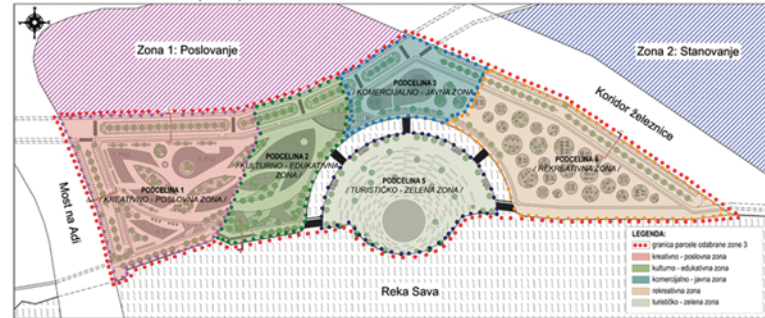 Zona 1: Poslovanje
Zona 2: Stanovanje
PODCELINA 3
/ KOMERCIJALNO - JAVNA ZONA/
Koridor železnice
PODCELINA 2
/ KULTURNO - EDUKATIVNA
ZONA /
PODCELINA 4
/ REKREATIVNA ZONA /
PODCELINA 1
/ KREATIVNO - POSLOVNA ZONA /
PODCELINA 5
/ TURISTIČKO - ZELENA ZONA /
Most na Adi
Reka Sava
LEGENDA:
granica parcele odabrane zone 3
kreativno - poslovna zona
kulturno - edukativna zona
komercijalno - javna zona
rekreativna zona
turističko - zelena zona